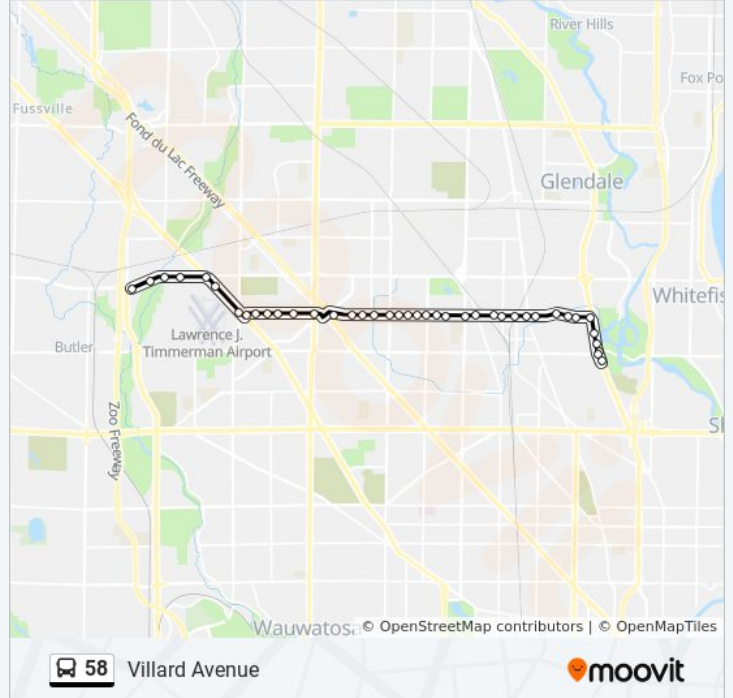 River Hills
Fox Po
Fussville
Fond du Lac Freeway
Glendale
Whitefis
Lawrence J.
Timmerman Airport
Butler
Zoo Freeway
Sh
Wauwatosa
© OpenStreetMap contributors | © OpenMapTiles
58 Villard Avenue
moovit